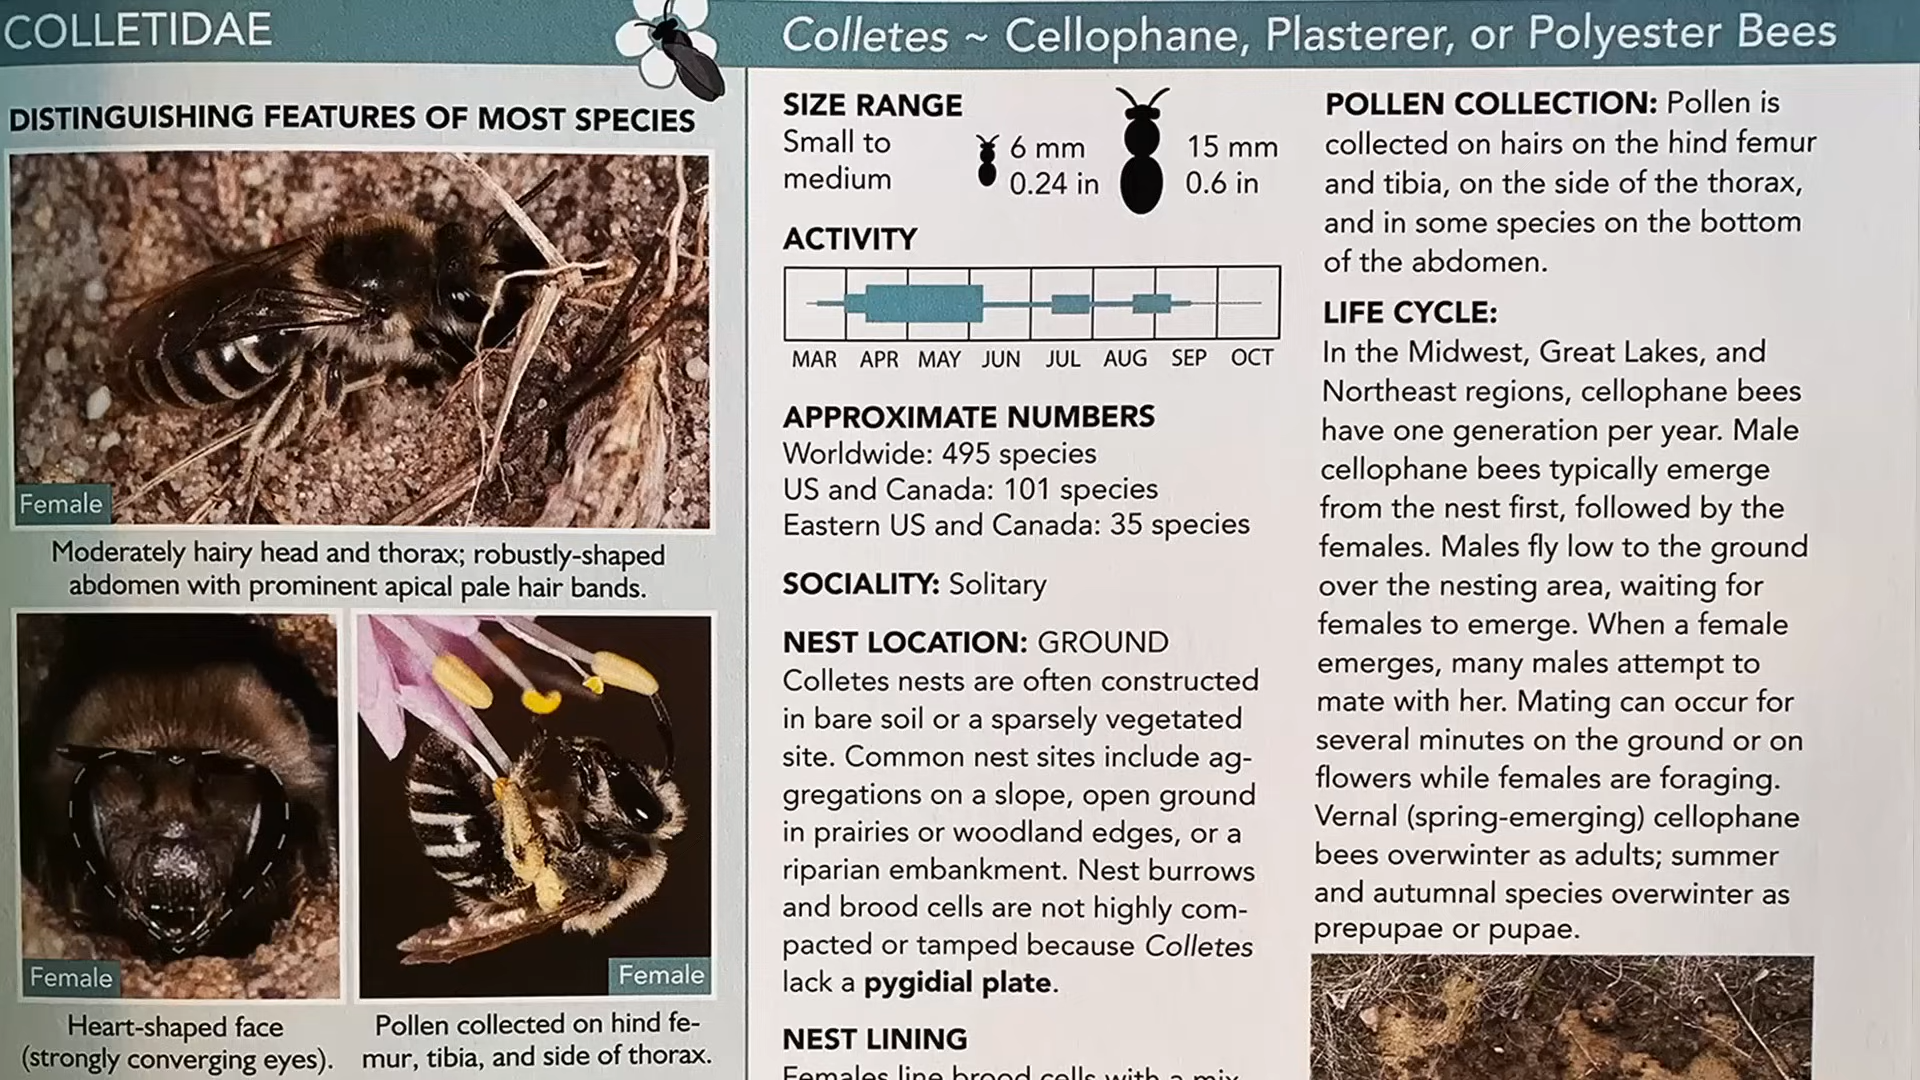 COLLETIDAE
Colletes ~ Cellophane, Plasterer, or Polyester Bees
DISTINGUISHING FEATURES OF MOST SPECIES
Female
Moderately hairy head and thorax; robustly-shaped
abdomen with prominent apical pale hair bands.
Female
Heart-shaped face
(strongly converging eyes).
Female
Pollen collected on hind fe-
mur, tibia, and side of thorax.
SIZE RANGE
Small to
medium
6 mm
0.24 in
15 mm
0.6 in
ACTIVITY
MAR APR MAY JUN JUL AUG SEP OCT
APPROXIMATE NUMBERS
Worldwide: 495 species
US and Canada: 101 species
Eastern US and Canada: 35 species
SOCIALITY: Solitary
NEST LOCATION: GROUND
Colletes nests are often constructed
in bare soil or a sparsely vegetated
site. Common nest sites include ag-
gregations on a slope, open ground
in prairies or woodland edges, or a
riparian embankment. Nest burrows
and brood cells are not highly com-
pacted or tamped because Colletes
lack a pygidial plate.
NEST LINING
Females line brood cells with a mix-
POLLEN COLLECTION: Pollen is
collected on hairs on the hind femur
and tibia, on the side of the thorax,
and in some species on the bottom
of the abdomen.
LIFE CYCLE:
In the Midwest, Great Lakes, and
Northeast regions, cellophane bees
have one generation per year. Male
cellophane bees typically emerge
from the nest first, followed by the
females. Males fly low to the ground
over the nesting area, waiting for
females to emerge. When a female
emerges, many males attempt to
mate with her. Mating can occur for
several minutes on the ground or on
flowers while females are foraging.
Vernal (spring-emerging) cellophane
bees overwinter as adults; summer
and autumnal species overwinter as
prepupae or pupae.